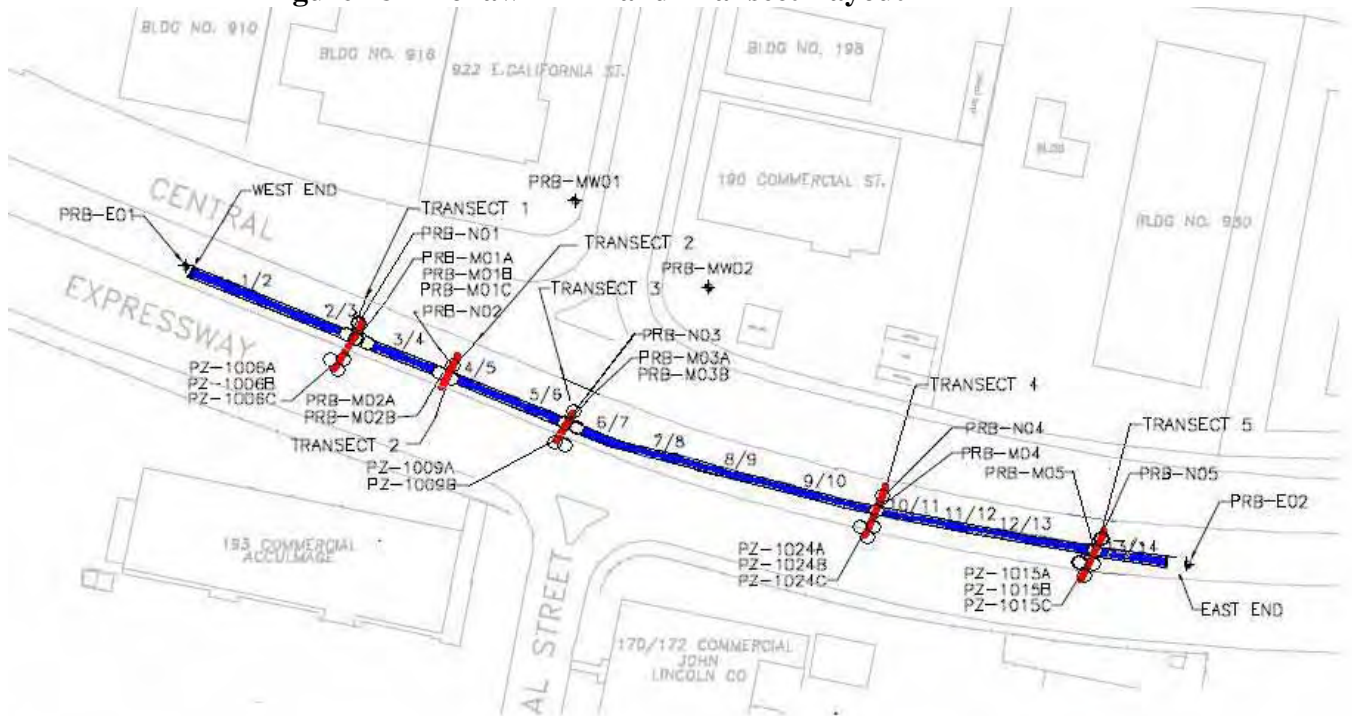 BLDG NO. 910
BLDG NO. 916
922 E.CALIFORNIA ST.
BLDG NO. 198
BLDG
190 COMMERCIAL ST.
BLDG NO. 930
CENTRAL
EXPRESSWAY
WEST END
PRB-E01
PRB-MW01
TRANSECT 1
PRB-N01
PRB-M01A
PRB-M01B
PRB-M01C
PRB-N02
TRANSECT 2
TRANSECT 3
PRB-MW02
PRB-N03
PRB-M03A
PRB-M03B
1/2
2/3
3/4
4/5
5/6
6/7
7/8
8/9
9/10
10/11
11/12
12/13
13/14
PZ-1006A
PZ-1006B
PZ-1006C
PRB-M02A
PRB-M02B
TRANSECT 2
PZ-1009A
PZ-1009B
TRANSECT 4
PRB-N04
PRB-M04
PRB-M05
TRANSECT 5
PRB-N05
PRB-E02
PZ-1024A
PZ-1024B
PZ-1024C
PZ-1015A
PZ-1015B
PZ-1015C
EAST END
193 COMMERCIAL
AL STREET
170/172 COMMERCIAL
JOHN
LINCOLN CO